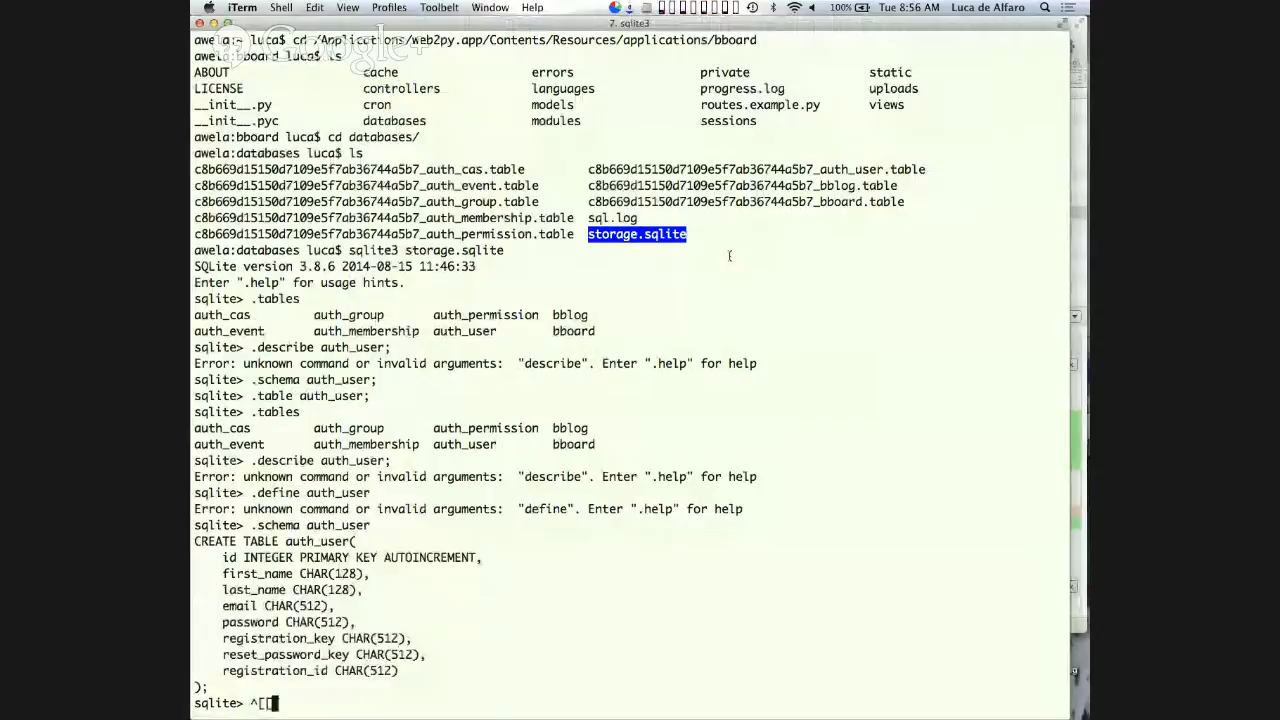 iTerm Shell Edit View Profiles Toolbelt Window Help 100% Tue 8:56 AM Luca de Alfaro
7. sqlite3
Google+
awela:~ luca$ cd /Applications/web2py.app/Contents/Resources/applications/bboard
awela:bboard luca$ ls
ABOUT cache errors private static
LICENSE controllers languages progress.log uploads
__init__.py cron models routes.example.py views
__init__.pyc databases modules sessions
awela:bboard luca$ cd databases/
awela:databases luca$ ls
c8b669d15150d7109e5f7ab36744a5b7_auth_cas.table c8b669d15150d7109e5f7ab36744a5b7_auth_user.table
c8b669d15150d7109e5f7ab36744a5b7_auth_event.table c8b669d15150d7109e5f7ab36744a5b7_bblog.table
c8b669d15150d7109e5f7ab36744a5b7_auth_group.table c8b669d15150d7109e5f7ab36744a5b7_bboard.table
c8b669d15150d7109e5f7ab36744a5b7_auth_membership.table sql.log
c8b669d15150d7109e5f7ab36744a5b7_auth_permission.table storage.sqlite
awela:databases luca$ sqlite3 storage.sqlite
SQLite version 3.8.6 2014-08-15 11:46:33
Enter ".help" for usage hints.
sqlite> .tables
auth_cas auth_group auth_permission bblog
auth_event auth_membership auth_user bboard
sqlite> .describe auth_user;
Error: unknown command or invalid arguments: "describe". Enter ".help" for help
sqlite> .schema auth_user;
sqlite> .table auth_user;
sqlite> .tables
auth_cas auth_group auth_permission bblog
auth_event auth_membership auth_user bboard
sqlite> .describe auth_user;
Error: unknown command or invalid arguments: "describe". Enter ".help" for help
sqlite> .define auth_user
Error: unknown command or invalid arguments: "define". Enter ".help" for help
sqlite> .schema auth_user
CREATE TABLE auth_user(
id INTEGER PRIMARY KEY AUTOINCREMENT,
first_name CHAR(128),
last_name CHAR(128),
email CHAR(512),
password CHAR(512),
registration_key CHAR(512),
reset_password_key CHAR(512),
registration_id CHAR(512)
);
sqlite> ^[[